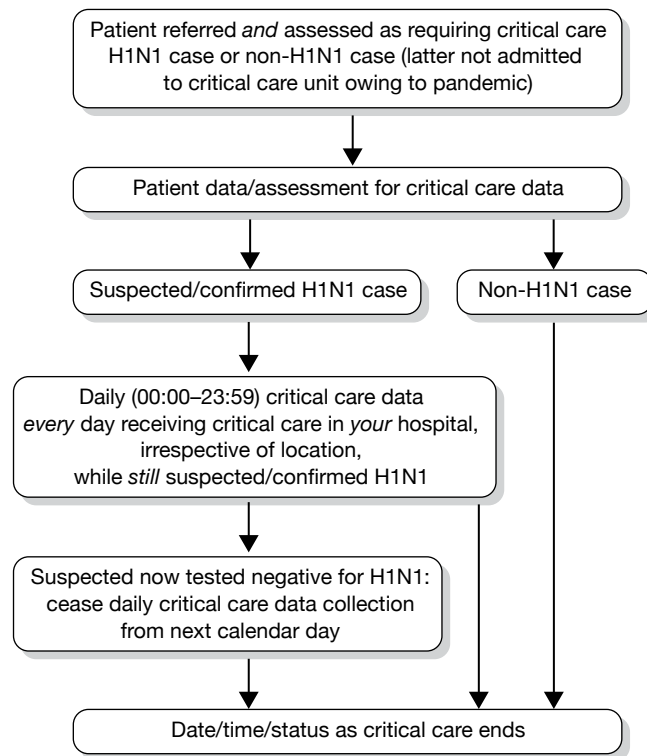 Patient referred and assessed as requiring critical care
H1N1 case or non-H1N1 case (latter not admitted
to critical care unit owing to pandemic)
Patient data/assessment for critical care data
Suspected/confirmed H1N1 case
Non-H1N1 case
Daily (00:00–23:59) critical care data
every day receiving critical care in your hospital,
irrespective of location,
while still suspected/confirmed H1N1
Suspected now tested negative for H1N1:
cease daily critical care data collection
from next calendar day
Date/time/status as critical care ends